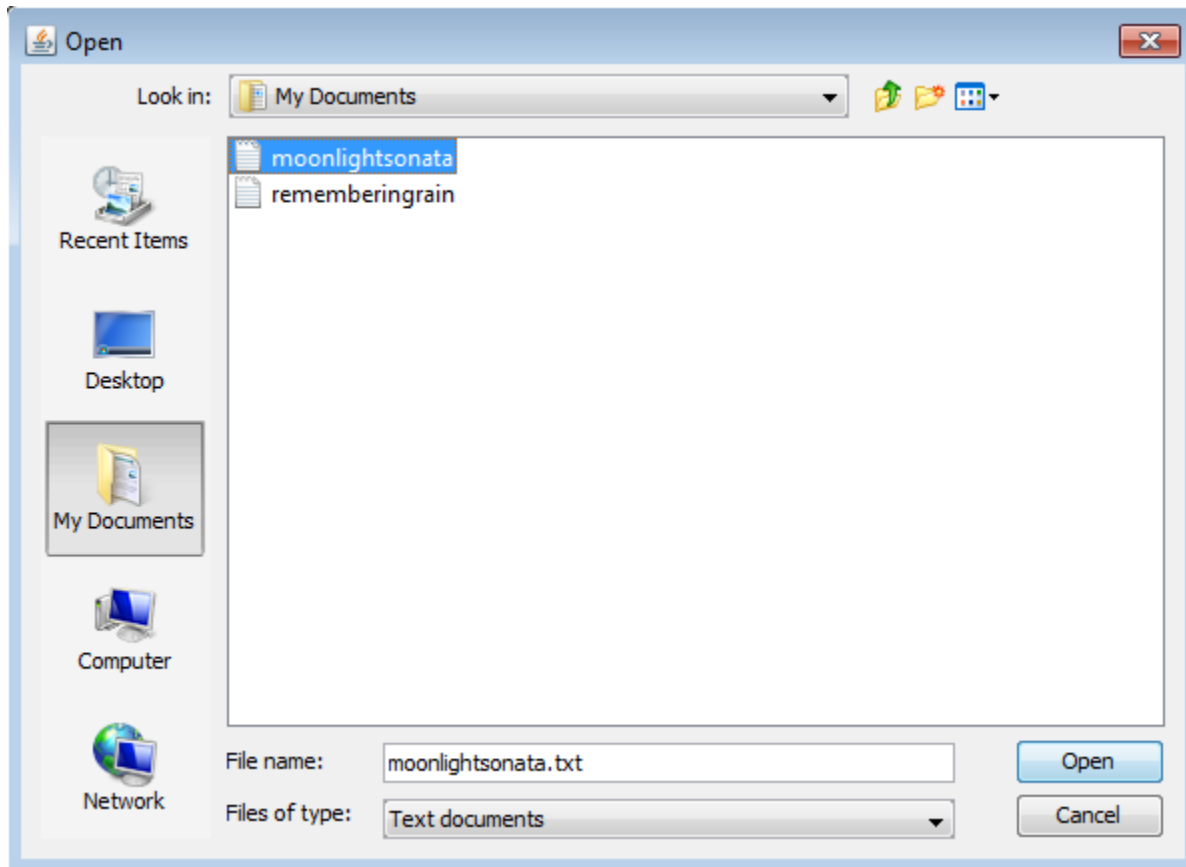 Open
Look in:
My Documents
moonlightsonata
rememberingrain
Recent Items
Desktop
My Documents
Computer
Network
File name:
moonlightsonata.txt
Open
Files of type:
Text documents
Cancel